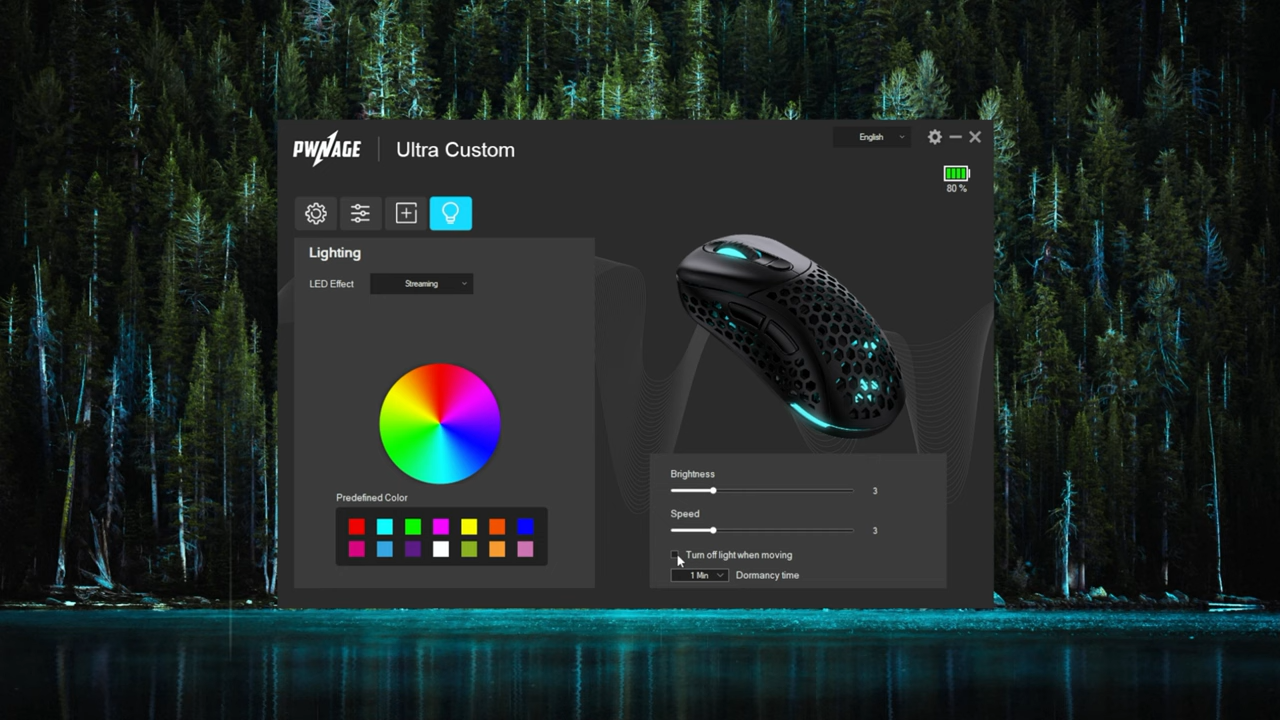 PWNAGE
Ultra Custom
English
80 %
Lighting
LED Effect
Streaming
Predefined Color
Brightness
3
Speed
3
Turn off light when moving
1 Min
Dormancy time